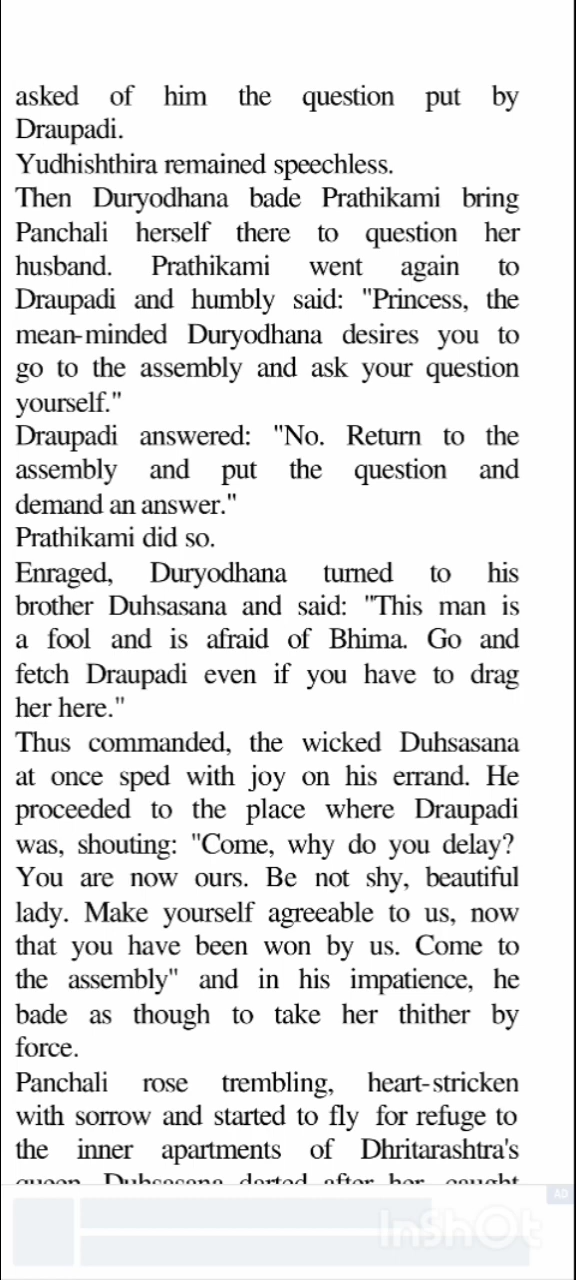 asked of him the question put by
Draupadi.
Yudhishthira remained speechless.
Then Duryodhana bade Prathikami bring
Panchali herself there to question her
husband. Prathikami went again to
Draupadi and humbly said: "Princess, the
mean-minded Duryodhana desires you to
go to the assembly and ask your question
yourself."
Draupadi answered: "No. Return to the
assembly and put the question and
demand an answer."
Prathikami did so.
Enraged, Duryodhana turned to his
brother Duhsasana and said: "This man is
a fool and is afraid of Bhima. Go and
fetch Draupadi even if you have to drag
her here."
Thus commanded, the wicked Duhsasana
at once sped with joy on his errand. He
proceeded to the place where Draupadi
was, shouting: "Come, why do you delay?
You are now ours. Be not shy, beautiful
lady. Make yourself agreeable to us, now
that you have been won by us. Come to
the assembly" and in his impatience, he
bade as though to take her thither by
force.
Panchali rose trembling, heart-stricken
with sorrow and started to fly for refuge to
the inner apartments of Dhritarashtra's
queen. Duhsasana darted after her, caught
AD
InShOt